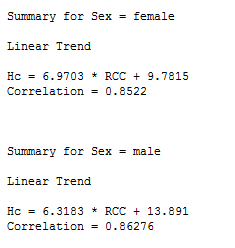 Summary for Sex = female
Linear Trend
Hc = 6.9703 * RCC + 9.7815
Correlation = 0.8522
Summary for Sex = male
Linear Trend
Hc = 6.3183 * RCC + 13.891
Correlation = 0.86276